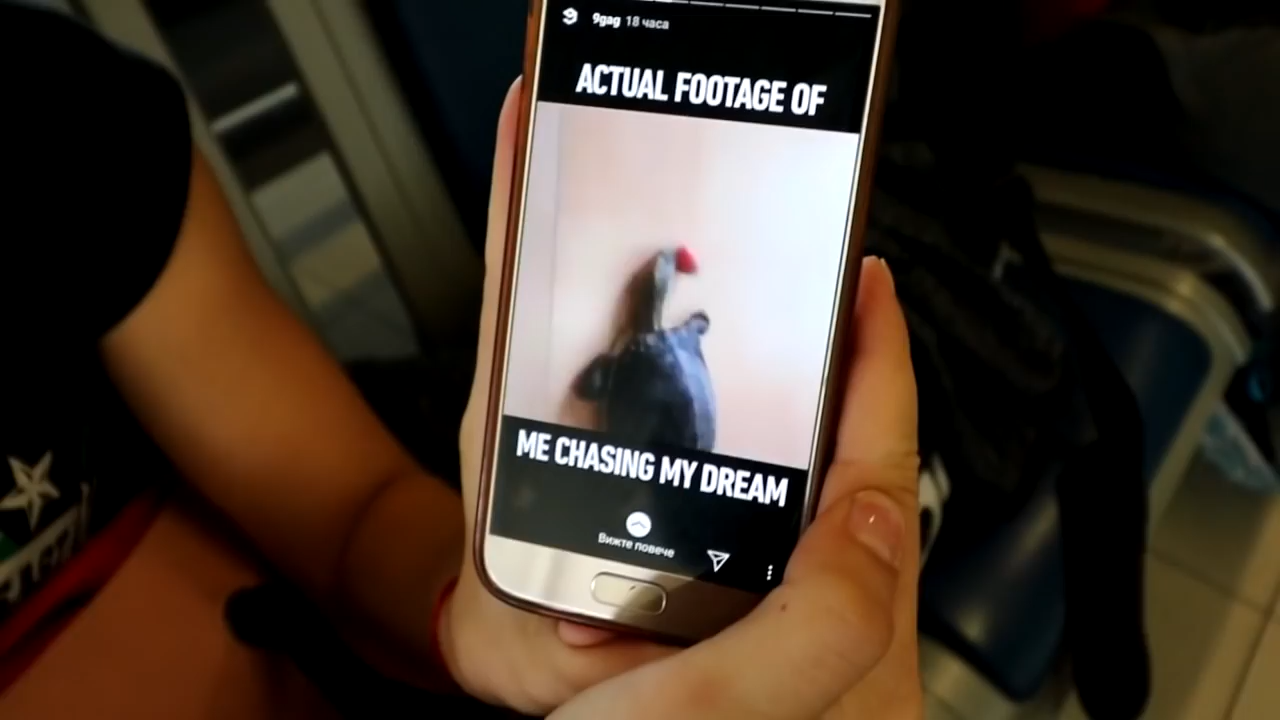 9gag 18 часа
ACTUAL FOOTAGE OF
ME CHASING MY DREAM
Вижте повече